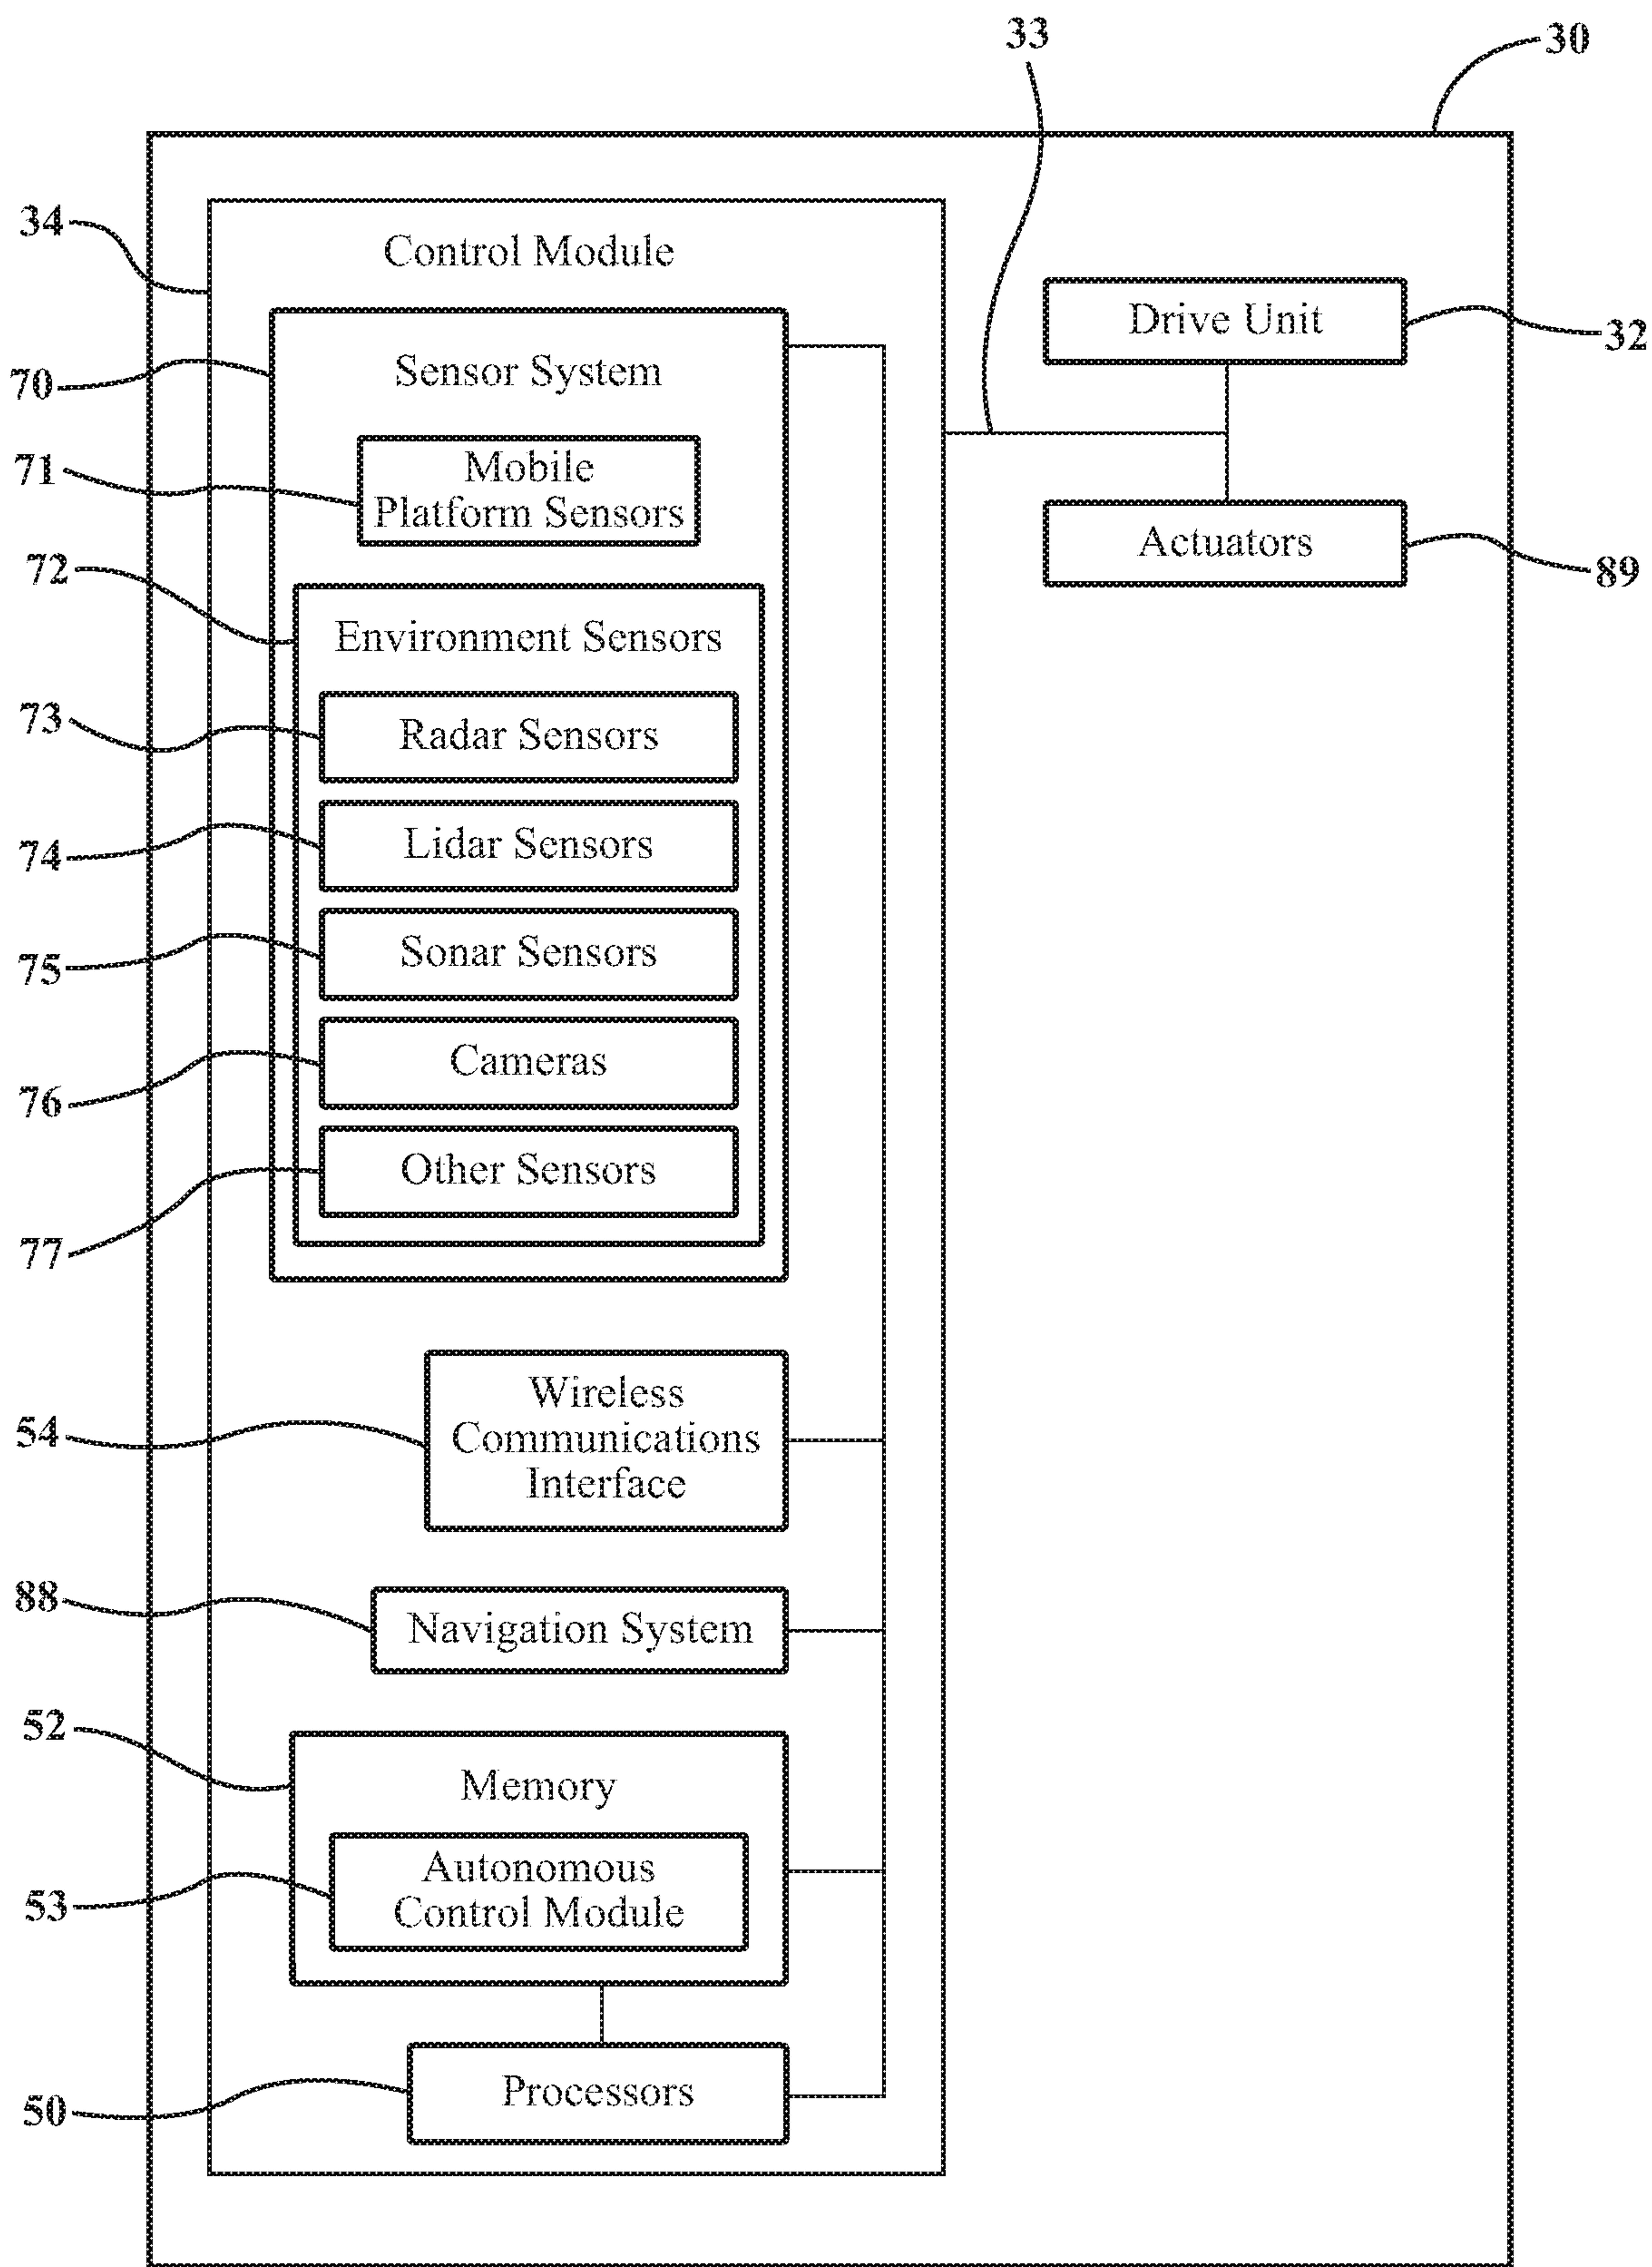 33
30
34
Control Module
Drive Unit
32
70
Sensor System
71
Mobile
Platform Sensors
Actuators
89
72
Environment Sensors
73
Radar Sensors
74
Lidar Sensors
75
Sonar Sensors
76
Cameras
77
Other Sensors
54
Wireless
Communications
Interface
88
Navigation System
52
Memory
53
Autonomous
Control Module
50
Processors